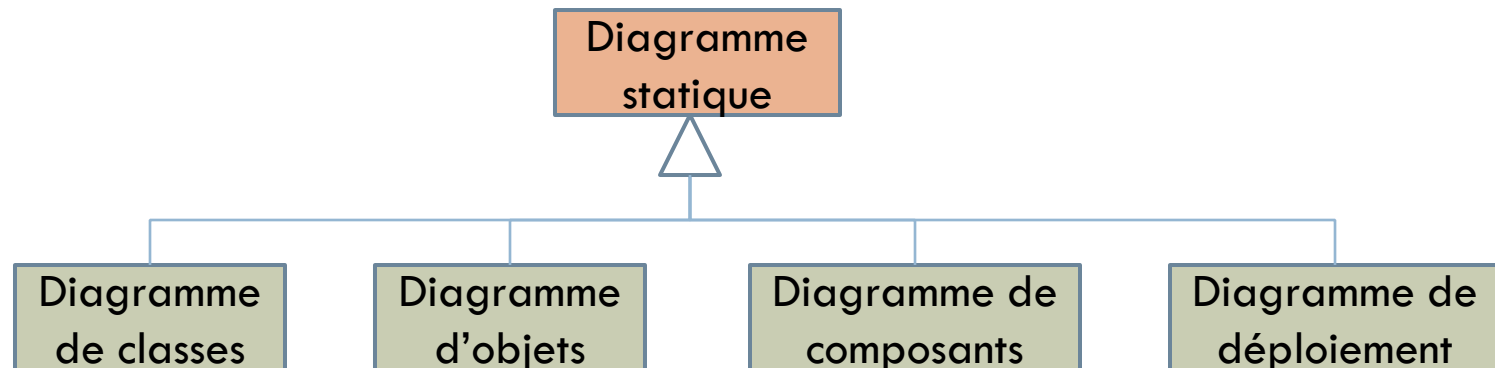 Diagramme
statique
Diagramme
de classes
Diagramme
d’objets
Diagramme de
composants
Diagramme de
déploiement